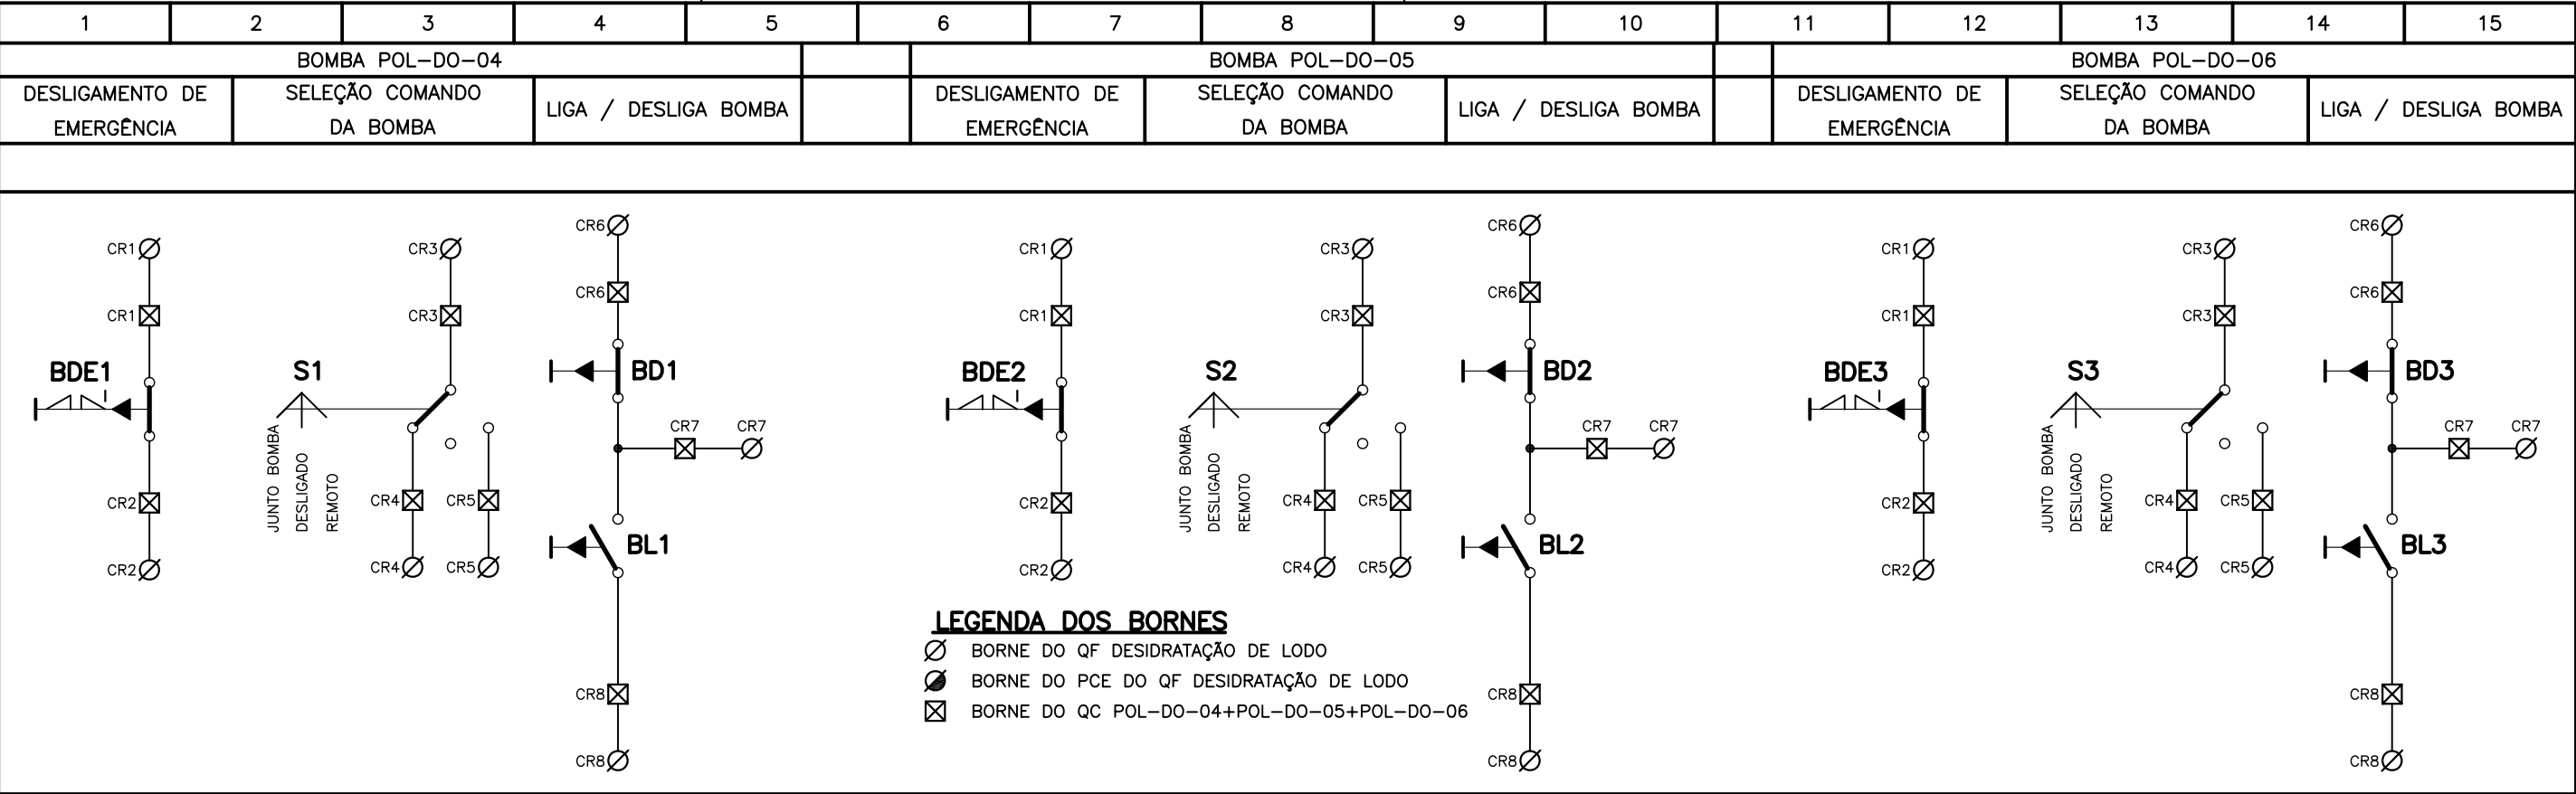 1 2 3 4 5 6 7 8 9 10 11 12 13 14 15
BOMBA POL-DO-04 BOMBA POL-DO-05 BOMBA POL-DO-06
DESLIGAMENTO DE
EMERGÊNCIA
SELEÇÃO COMANDO
DA BOMBA
LIGA / DESLIGA BOMBA
DESLIGAMENTO DE
EMERGÊNCIA
SELEÇÃO COMANDO
DA BOMBA
LIGA / DESLIGA BOMBA
DESLIGAMENTO DE
EMERGÊNCIA
SELEÇÃO COMANDO
DA BOMBA
LIGA / DESLIGA BOMBA
CR1
CR1
BDE1
CR2
CR2
CR3
CR3
S1
JUNTO BOMBA
DESLIGADO
REMOTO
CR4 CR5
CR4 CR5
CR6
CR6
BD1
CR7 CR7
BL1
CR8
CR8
CR1
CR1
BDE2
CR2
CR2
CR3
CR3
S2
JUNTO BOMBA
DESLIGADO
REMOTO
CR4 CR5
CR4 CR5
CR6
CR6
BD2
CR7 CR7
BL2
CR8
CR8
CR1
CR1
BDE3
CR2
CR2
CR3
CR3
S3
JUNTO BOMBA
DESLIGADO
REMOTO
CR4 CR5
CR4 CR5
CR6
CR6
BD3
CR7 CR7
BL3
CR8
CR8
LEGENDA DOS BORNES
BORNE DO QF DESIDRATAÇÃO DE LODO
BORNE DO PCE DO QF DESIDRATAÇÃO DE LODO
BORNE DO QC POL-DO-04+POL-DO-05+POL-DO-06